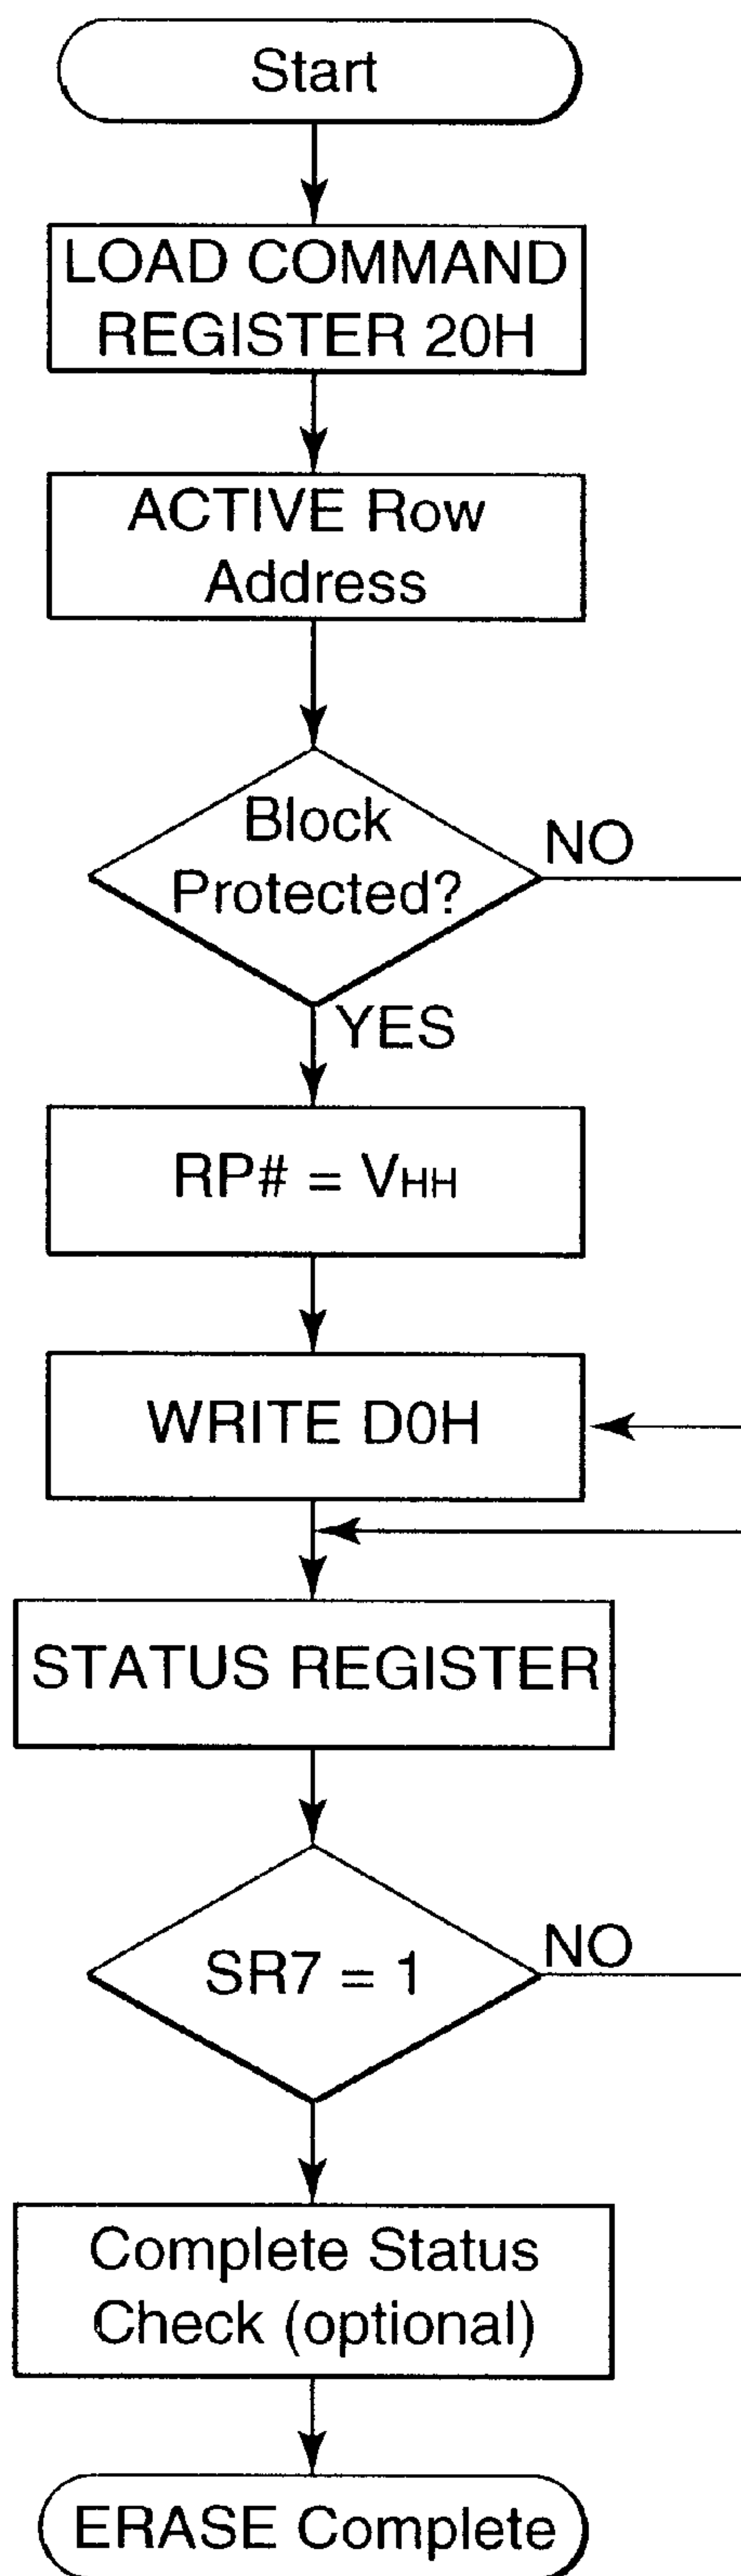 Start
LOAD COMMAND
REGISTER 20H
ACTIVE Row
Address
Block
Protected?
NO
YES
RP# = VHH
WRITE D0H
STATUS REGISTER
SR7 = 1
NO
Complete Status
Check (optional)
ERASE Complete